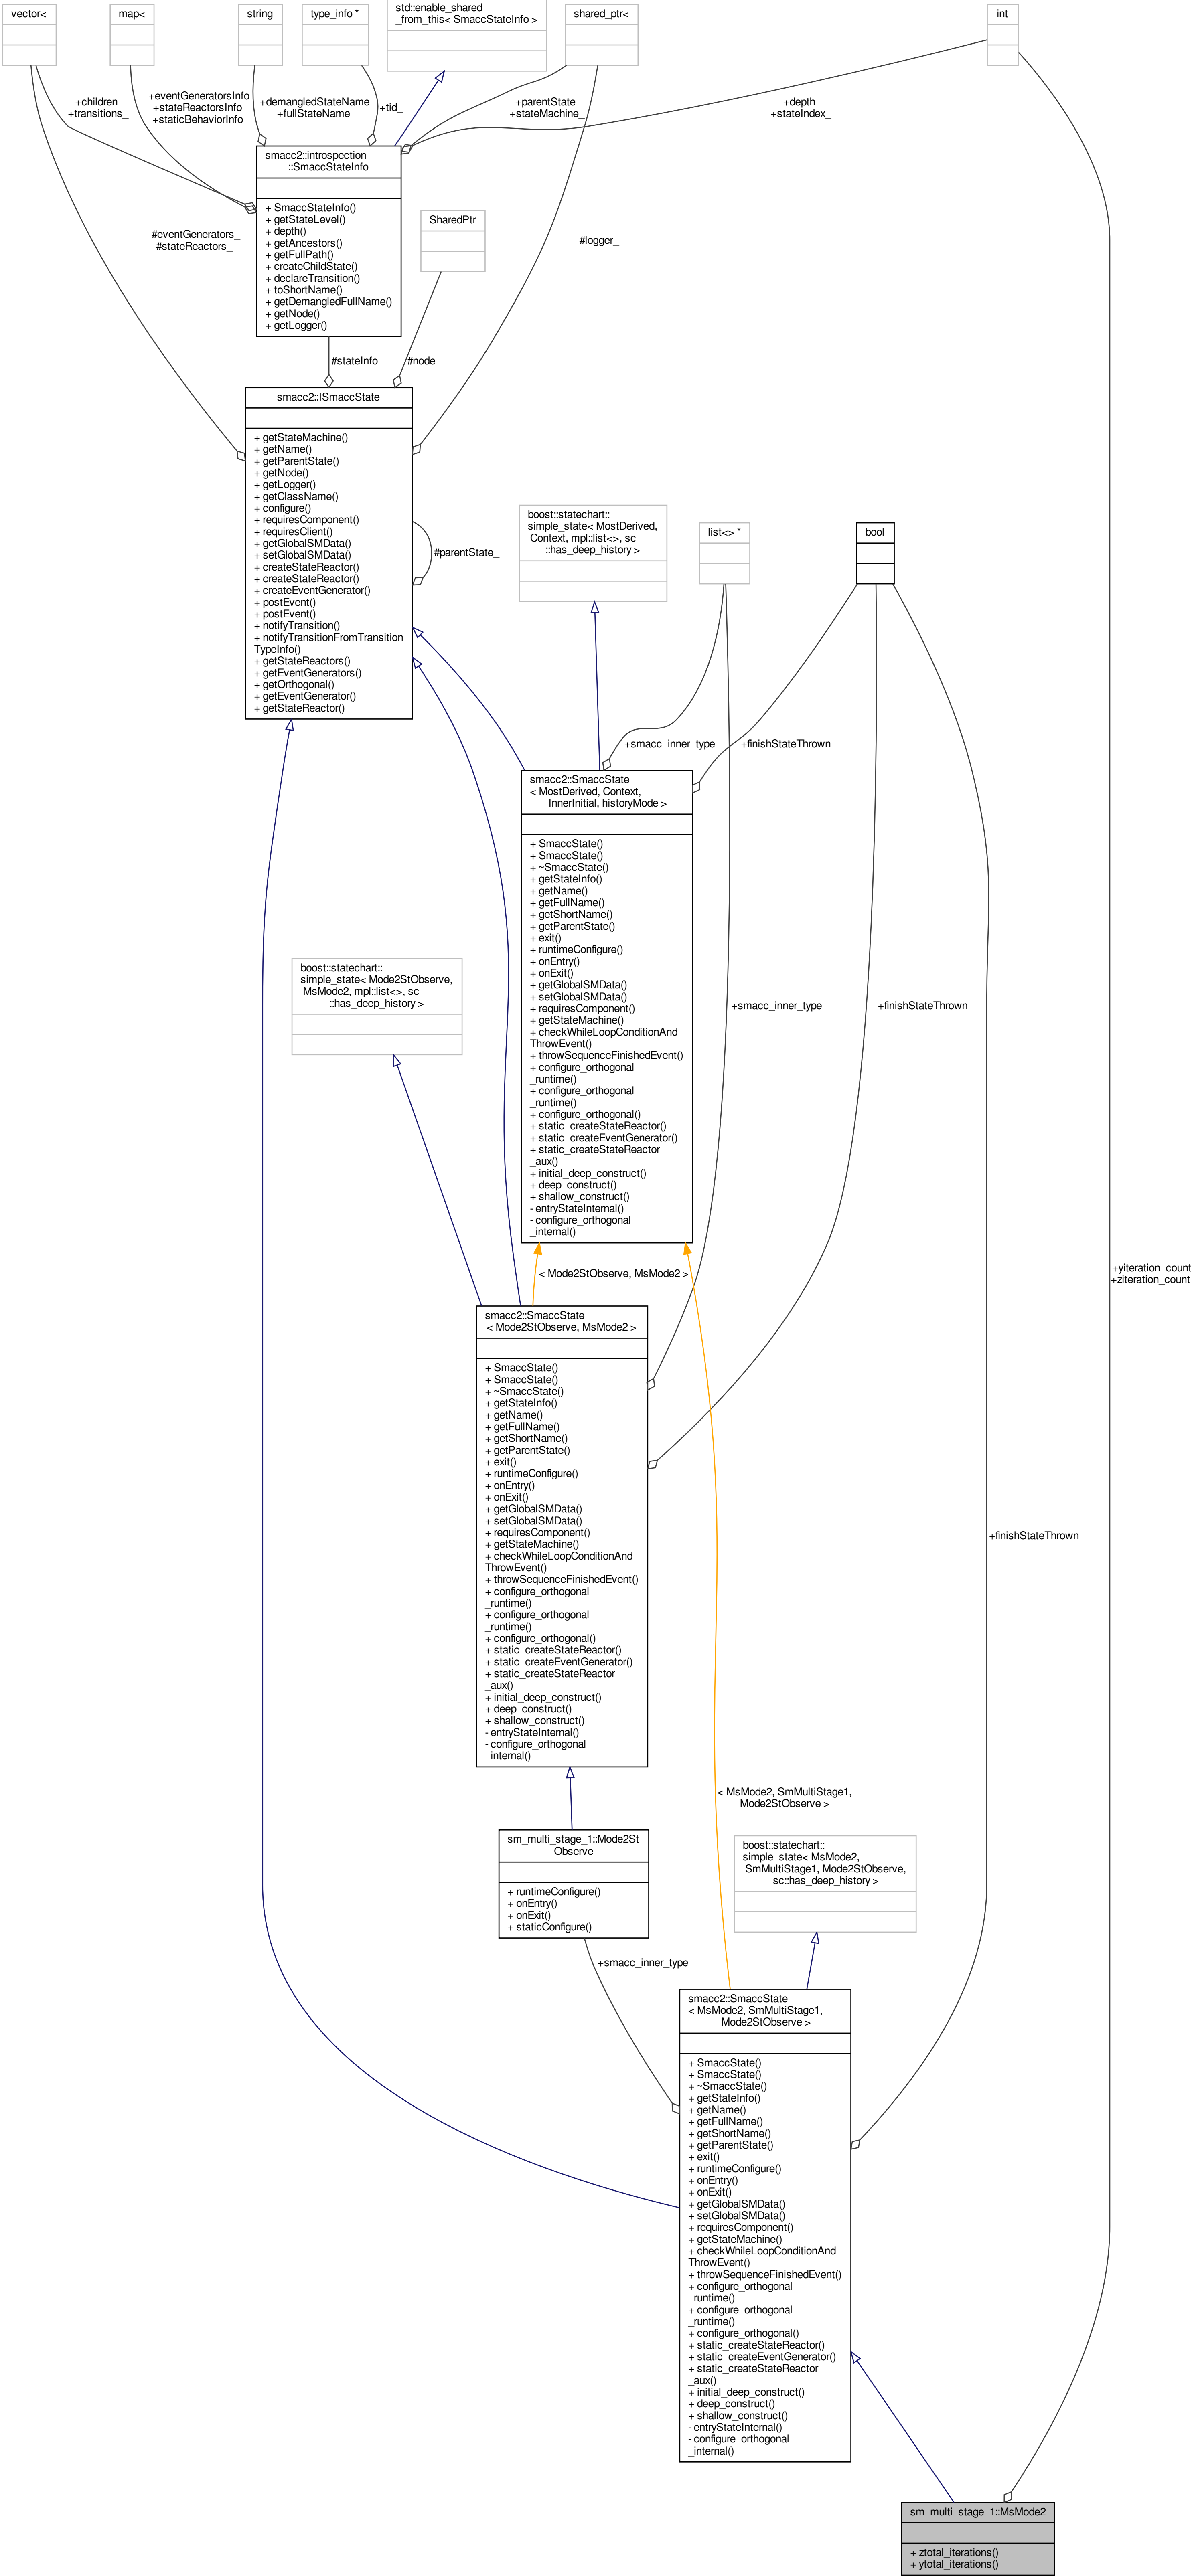 vector<
map<
string
type_info *
std::enable_shared
_from_this< SmaccStateInfo >
shared_ptr<
int
+children_
+transitions_
+eventGeneratorsInfo
+stateReactorsInfo
+staticBehaviorInfo
+demangledStateName
+fullStateName
+tid_
+parentState_
+stateMachine_
+depth_
+stateIndex_
smacc2::introspection
::SmaccStateInfo
+ SmaccStateInfo()
+ getStateLevel()
+ depth()
+ getAncestors()
+ getFullPath()
+ createChildState()
+ declareTransition()
+ toShortName()
+ getDemangledFullName()
+ getNode()
+ getLogger()
SharedPtr
#eventGenerators_
#stateReactors_
#logger_
#stateInfo_
#node_
smacc2::ISmaccState
+ getStateMachine()
+ getName()
+ getParentState()
+ getNode()
+ getLogger()
+ getClassName()
+ configure()
+ requiresComponent()
+ requiresClient()
+ getGlobalSMData()
+ setGlobalSMData()
+ createStateReactor()
+ createStateReactor()
+ createEventGenerator()
+ postEvent()
+ postEvent()
+ notifyTransition()
+ notifyTransitionFromTransition
TypeInfo()
+ getStateReactors()
+ getEventGenerators()
+ getOrthogonal()
+ getEventGenerator()
+ getStateReactor()
#parentState_
boost::statechart::
simple_state< MostDerived,
Context, mpl::list<>, sc
::has_deep_history >
list<> *
bool
+smacc_inner_type
+finishStateThrown
smacc2::SmaccState
< MostDerived, Context,
InnerInitial, historyMode >
+ SmaccState()
+ SmaccState()
+ ~SmaccState()
+ getStateInfo()
+ getName()
+ getFullName()
+ getShortName()
+ getParentState()
+ exit()
+ runtimeConfigure()
+ onEntry()
+ onExit()
+ getGlobalSMData()
+ setGlobalSMData()
+ requiresComponent()
+ getStateMachine()
+ checkWhileLoopConditionAnd
ThrowEvent()
+ throwSequenceFinishedEvent()
+ configure_orthogonal
_runtime()
+ configure_orthogonal
_runtime()
+ configure_orthogonal()
+ static_createStateReactor()
+ static_createEventGenerator()
+ static_createStateReactor
_aux()
+ initial_deep_construct()
+ deep_construct()
+ shallow_construct()
- entryStateInternal()
- configure_orthogonal
_internal()
boost::statechart::
simple_state< Mode2StObserve,
MsMode2, mpl::list<>, sc
::has_deep_history >
+smacc_inner_type
+finishStateThrown
< Mode2StObserve, MsMode2 >
+yiteration_count
+ziteration_count
smacc2::SmaccState
< Mode2StObserve, MsMode2 >
+ SmaccState()
+ SmaccState()
+ ~SmaccState()
+ getStateInfo()
+ getName()
+ getFullName()
+ getShortName()
+ getParentState()
+ exit()
+ runtimeConfigure()
+ onEntry()
+ onExit()
+ getGlobalSMData()
+ setGlobalSMData()
+ requiresComponent()
+ getStateMachine()
+ checkWhileLoopConditionAnd
ThrowEvent()
+ throwSequenceFinishedEvent()
+ configure_orthogonal
_runtime()
+ configure_orthogonal
_runtime()
+ configure_orthogonal()
+ static_createStateReactor()
+ static_createEventGenerator()
+ static_createStateReactor
_aux()
+ initial_deep_construct()
+ deep_construct()
+ shallow_construct()
- entryStateInternal()
- configure_orthogonal
_internal()
+finishStateThrown
< MsMode2, SmMultiStage1,
Mode2StObserve >
sm_multi_stage_1::Mode2St
Observe
+ runtimeConfigure()
+ onEntry()
+ onExit()
+ staticConfigure()
boost::statechart::
simple_state< MsMode2,
SmMultiStage1, Mode2StObserve,
sc::has_deep_history >
+smacc_inner_type
smacc2::SmaccState
< MsMode2, SmMultiStage1,
Mode2StObserve >
+ SmaccState()
+ SmaccState()
+ ~SmaccState()
+ getStateInfo()
+ getName()
+ getFullName()
+ getShortName()
+ getParentState()
+ exit()
+ runtimeConfigure()
+ onEntry()
+ onExit()
+ getGlobalSMData()
+ setGlobalSMData()
+ requiresComponent()
+ getStateMachine()
+ checkWhileLoopConditionAnd
ThrowEvent()
+ throwSequenceFinishedEvent()
+ configure_orthogonal
_runtime()
+ configure_orthogonal
_runtime()
+ configure_orthogonal()
+ static_createStateReactor()
+ static_createEventGenerator()
+ static_createStateReactor
_aux()
+ initial_deep_construct()
+ deep_construct()
+ shallow_construct()
- entryStateInternal()
- configure_orthogonal
_internal()
sm_multi_stage_1::MsMode2
+ ztotal_iterations()
+ ytotal_iterations()